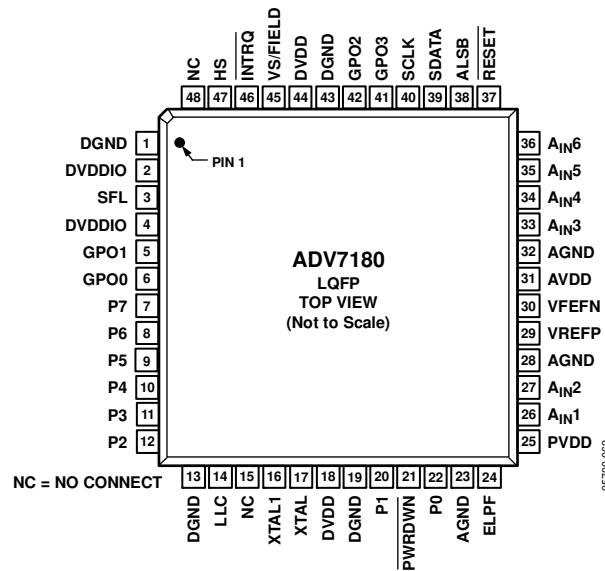 NC HS INTRQ VS/FIELD DVDD DGND GPO2 GPO3 SCLK SDATA ALSB RESET
48 47 46 45 44 43 42 41 40 39 38 37
DGND 1
DVDDIO 2
SFL 3
DVDDIO 4
GPO1 5
GPO0 6
P7 7
P6 8
P5 9
P4 10
P3 11
P2 12
PIN 1
ADV7180
LQFP
TOP VIEW
(Not to Scale)
36 AIN6
35 AIN5
34 AIN4
33 AIN3
32 AGND
31 AVDD
30 VFEFN
29 VREFP
28 AGND
27 AIN2
26 AIN1
25 PVDD
NC = NO CONNECT
13 14 15 16 17 18 19 20 21 22 23 24
DGND LLC NC XTAL1 XTAL DVDD DGND P1 PWRDWN P0 AGND ELPF